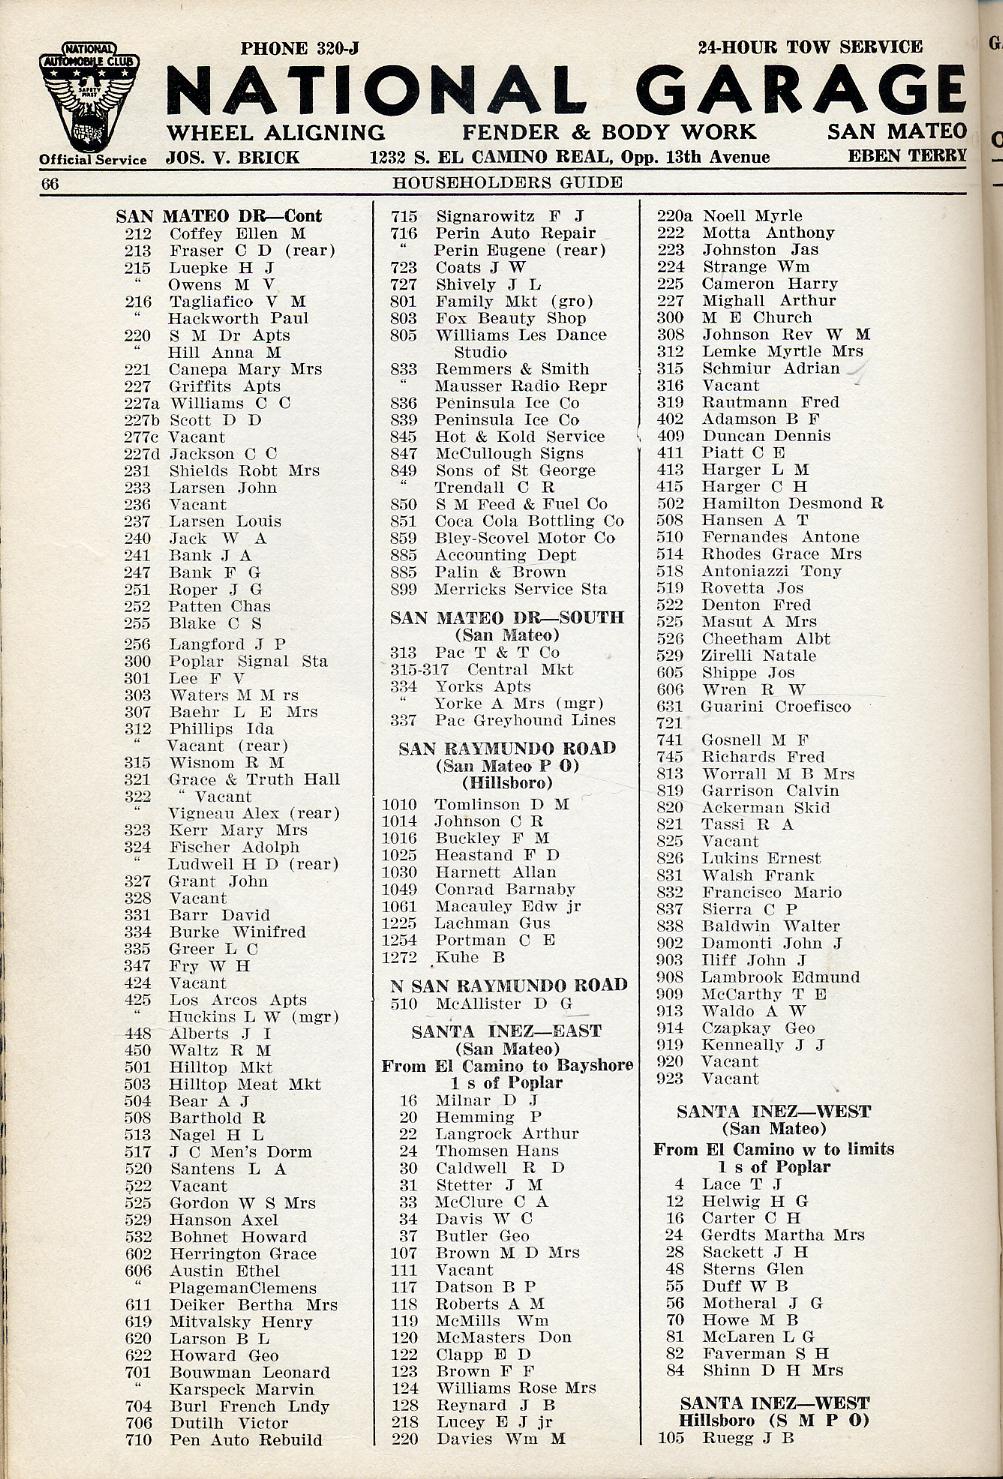 NATIONAL
AUTOMOBILE CLUB
SAFETY
FIRST
Official Service
PHONE 320-J
24-HOUR TOW SERVICE
NATIONAL GARAGE
WHEEL ALIGNING FENDER & BODY WORK SAN MATEO
JOS. V. BRICK 1232 S. EL CAMINO REAL, Opp. 13th Avenue EBEN TERRY
66 HOUSEHOLDERS GUIDE
SAN MATEO DR—Cont
212 Coffey Ellen M
213 Fraser C D (rear)
215 Luepke H J
" Owens M V
216 Tagliafico V M
" Hackworth Paul
220 S M Dr Apts
" Hill Anna M
221 Canepa Mary Mrs
227 Griffits Apts
227a Williams C C
227b Scott D D
277c Vacant
227d Jackson C C
231 Shields Robt Mrs
233 Larsen John
236 Vacant
237 Larsen Louis
240 Jack W A
241 Bank J A
247 Bank F G
251 Roper J G
252 Patten Chas
255 Blake C S
256 Langford J P
300 Poplar Signal Sta
301 Lee F V
303 Waters M M rs
307 Baehr L E Mrs
312 Phillips Ida
" Vacant (rear)
315 Wisnom R M
321 Grace & Truth Hall
322 " Vacant
" Vigneau Alex (rear)
323 Kerr Mary Mrs
324 Fischer Adolph
" Ludwell H D (rear)
327 Grant John
328 Vacant
331 Barr David
334 Burke Winifred
335 Greer L C
347 Fry W H
424 Vacant
425 Los Arcos Apts
" Huckins L W (mgr)
448 Alberts J I
450 Waltz R M
501 Hilltop Mkt
503 Hilltop Meat Mkt
504 Bear A J
508 Barthold R
513 Nagel H L
517 J C Men's Dorm
520 Santens L A
522 Vacant
525 Gordon W S Mrs
529 Hanson Axel
532 Bohnet Howard
602 Herrington Grace
606 Austin Ethel
" PlagemanClemens
611 Deiker Bertha Mrs
619 Mitvalsky Henry
620 Larson B L
622 Howard Geo
701 Bouwman Leonard
" Karspeck Marvin
704 Burl French Lndy
706 Dutilh Victor
710 Pen Auto Rebuild
715 Signarowitz F J
716 Perin Auto Repair
" Perin Eugene (rear)
723 Coats J W
727 Shively J L
801 Family Mkt (gro)
803 Fox Beauty Shop
805 Williams Les Dance
Studio
833 Remmers & Smith
" Mausser Radio Repr
836 Peninsula Ice Co
839 Peninsula Ice Co
845 Hot & Kold Service
847 McCullough Signs
849 Sons of St George
" Trendall C R
850 S M Feed & Fuel Co
851 Coca Cola Bottling Co
859 Bley-Scovel Motor Co
885 Accounting Dept
885 Palin & Brown
899 Merricks Service Sta
SAN MATEO DR—SOUTH
(San Mateo)
313 Pac T & T Co
315-317 Central Mkt
334 Yorks Apts
" Yorke A Mrs (mgr)
337 Pac Greyhound Lines
SAN RAYMUNDO ROAD
(San Mateo P O)
(Hillsboro)
1010 Tomlinson D M
1014 Johnson C R
1016 Buckley F M
1025 Heastand F D
1030 Harnett Allan
1049 Conrad Barnaby
1061 Macauley Edw jr
1225 Lachman Gus
1254 Portman C E
1272 Kuhe B
N SAN RAYMUNDO ROAD
510 McAllister D G
SANTA INEZ—EAST
(San Mateo)
From El Camino to Bayshore
1 s of Poplar
16 Milnar D J
20 Hemming P
22 Langrock Arthur
24 Thomsen Hans
30 Caldwell R D
31 Stetter J M
33 McClure C A
34 Davis W C
37 Butler Geo
107 Brown M D Mrs
111 Vacant
117 Datson B P
118 Roberts A M
119 McMills Wm
120 McMasters Don
122 Clapp E D
123 Brown F F
124 Williams Rose Mrs
128 Reynard J B
218 Lucey E J jr
220 Davies Wm M
220a Noell Myrle
222 Motta Anthony
223 Johnston Jas
224 Strange Wm
225 Cameron Harry
227 Mighall Arthur
300 M E Church
308 Johnson Rev W M
312 Lemke Myrtle Mrs
315 Schmiur Adrian
316 Vacant
319 Rautmann Fred
402 Adamson B F
409 Duncan Dennis
411 Piatt C E
413 Harger L M
415 Harger C H
502 Hamilton Desmond R
508 Hansen A T
510 Fernandes Antone
514 Rhodes Grace Mrs
518 Antoniazzi Tony
519 Rovetta Jos
522 Denton Fred
525 Masut A Mrs
526 Cheetham Albt
529 Zirelli Natale
605 Shippe Jos
606 Wren R W
631 Guarini Croefisco
721
741 Gosnell M F
745 Richards Fred
813 Worrall M B Mrs
819 Garrison Calvin
820 Ackerman Skid
821 Tassi R A
825 Vacant
826 Lukins Ernest
831 Walsh Frank
832 Francisco Mario
837 Sierra C P
838 Baldwin Walter
902 Damonti John J
903 Iliff John J
908 Lambrook Edmund
909 McCarthy T E
913 Waldo A W
914 Czapkay Geo
919 Kenneally J J
920 Vacant
923 Vacant
SANTA INEZ—WEST
(San Mateo)
From El Camino w to limits
1 s of Poplar
4 Lace T J
12 Helwig H G
16 Carter C H
24 Gerdts Martha Mrs
28 Sackett J H
48 Sterns Glen
55 Duff W B
56 Motheral J G
70 Howe M B
81 McLaren L G
82 Faverman S H
84 Shinn D H Mrs
SANTA INEZ—WEST
Hillsboro (S M P O)
105 Ruegg J B